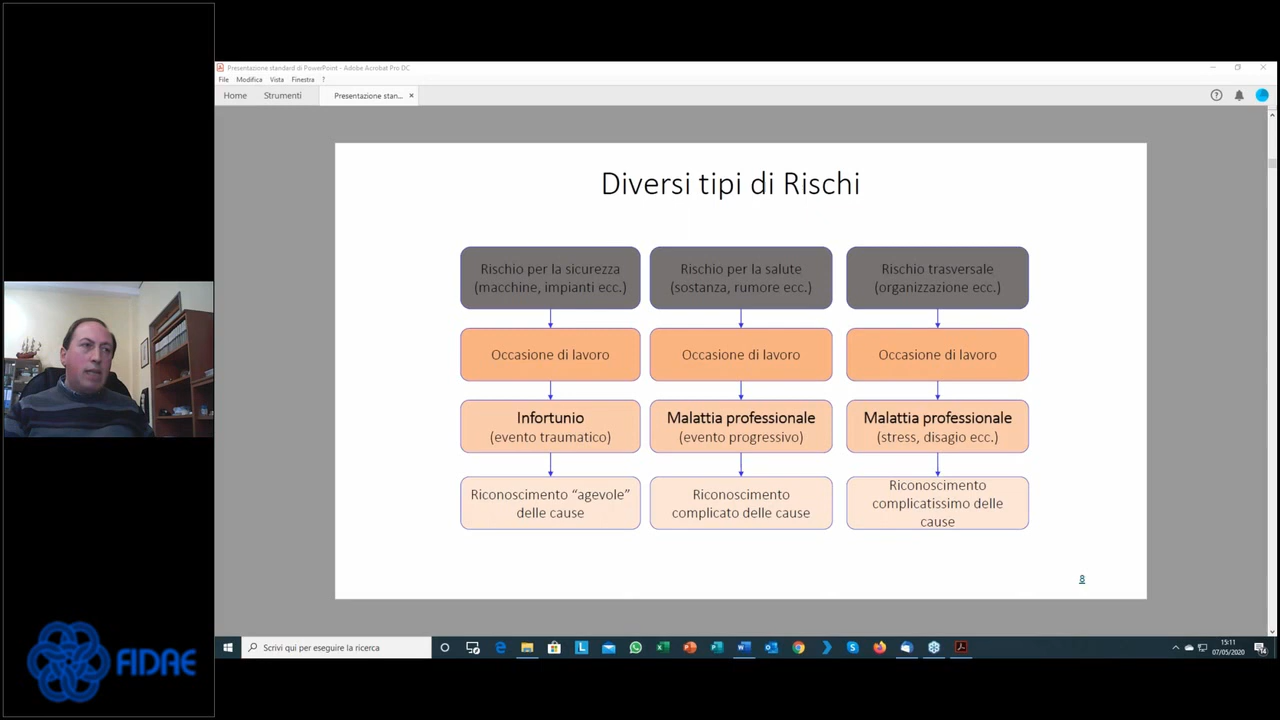 Presentazione standard di PowerPoint - Adobe Acrobat Pro DC
File Modifica Vista Finestra ?
Home Strumenti Presentazione stan... ×
Diversi tipi di Rischi
Rischio per la sicurezza
(macchine, impianti ecc.)
Rischio per la salute
(sostanza, rumore ecc.)
Rischio trasversale
(organizzazione ecc.)
Occasione di lavoro
Occasione di lavoro
Occasione di lavoro
Infortunio
(evento traumatico)
Malattia professionale
(evento progressivo)
Malattia professionale
(stress, disagio ecc.)
Riconoscimento “agevole”
delle cause
Riconoscimento
complicato delle cause
Riconoscimento
complicatissimo delle
cause
8
FIDAE
Scrivi qui per eseguire la ricerca
15:11
07/05/2020